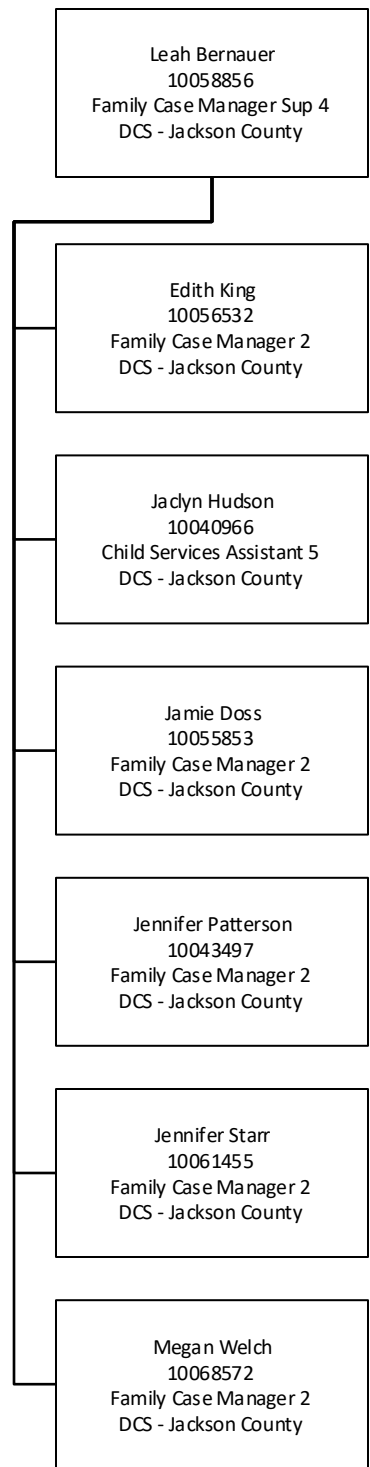 Leah Bernauer
10058856
Family Case Manager Sup 4
DCS - Jackson County
Edith King
10056532
Family Case Manager 2
DCS - Jackson County
Jaclyn Hudson
10040966
Child Services Assistant 5
DCS - Jackson County
Jamie Doss
10055853
Family Case Manager 2
DCS - Jackson County
Jennifer Patterson
10043497
Family Case Manager 2
DCS - Jackson County
Jennifer Starr
10061455
Family Case Manager 2
DCS - Jackson County
Megan Welch
10068572
Family Case Manager 2
DCS - Jackson County